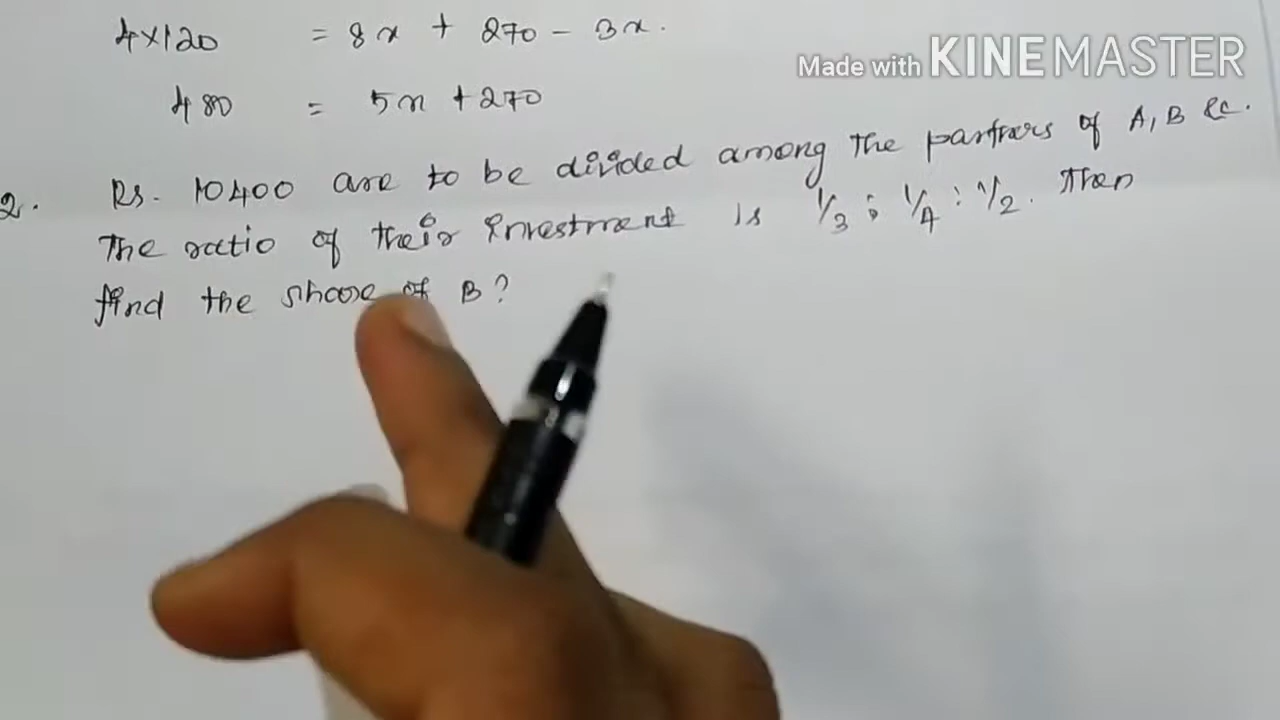 4×120 = 8x + 270 - 3x.
Made with KINEMASTER
480 = 5x + 270
2. Rs. 10400 are to be divided among the partners of A, B & C.
The ratio of their investment is 1/3 : 1/4 : 1/2. Then
find the share of B?